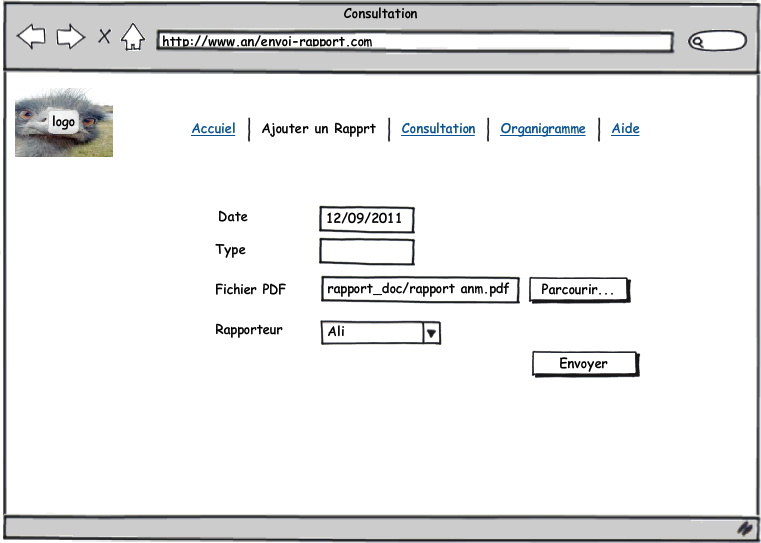 Consultation
http://www.an/envoi-rapport.com
logo
Accuiel | Ajouter un Rapprt | Consultation | Organigramme | Aide
Date 12/09/2011
Type
Fichier PDF rapport_doc/rapport anm.pdf Parcourir...
Rapporteur Ali
Envoyer